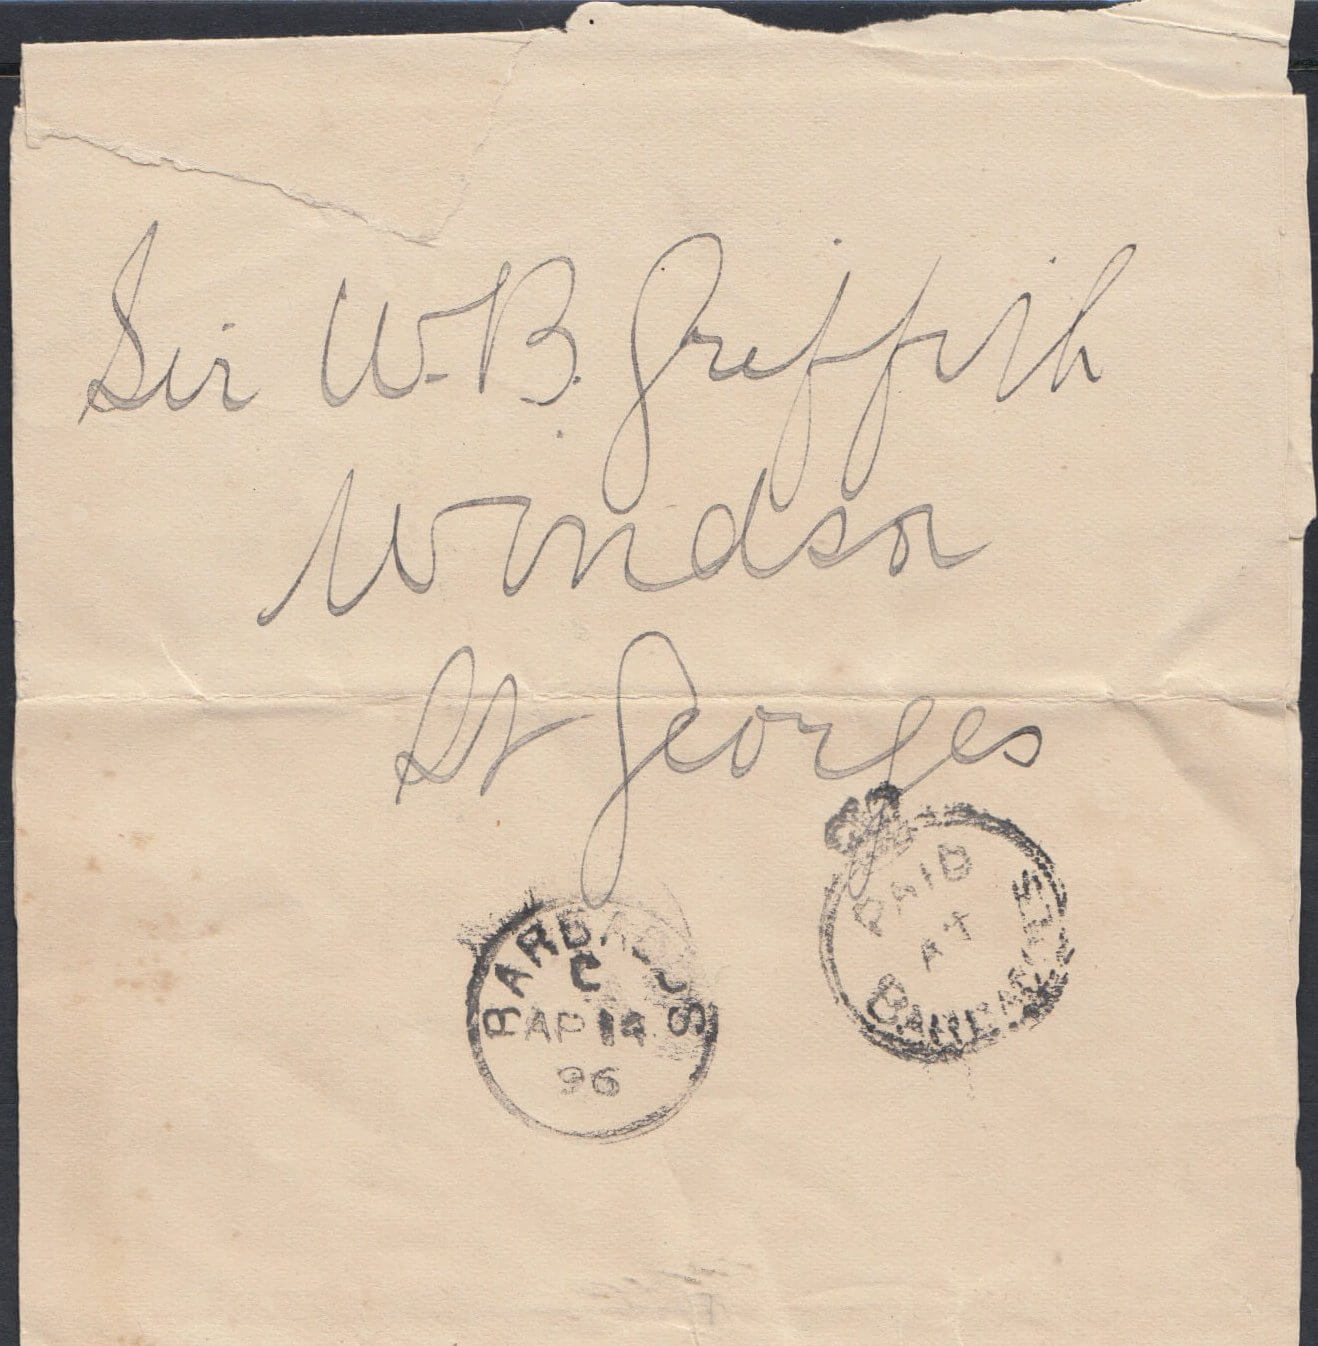 Sir W. B. Griffith
Windsor
St Georges
PAID
AT
BARBADOS
BARBADOS
C
AP 14
96